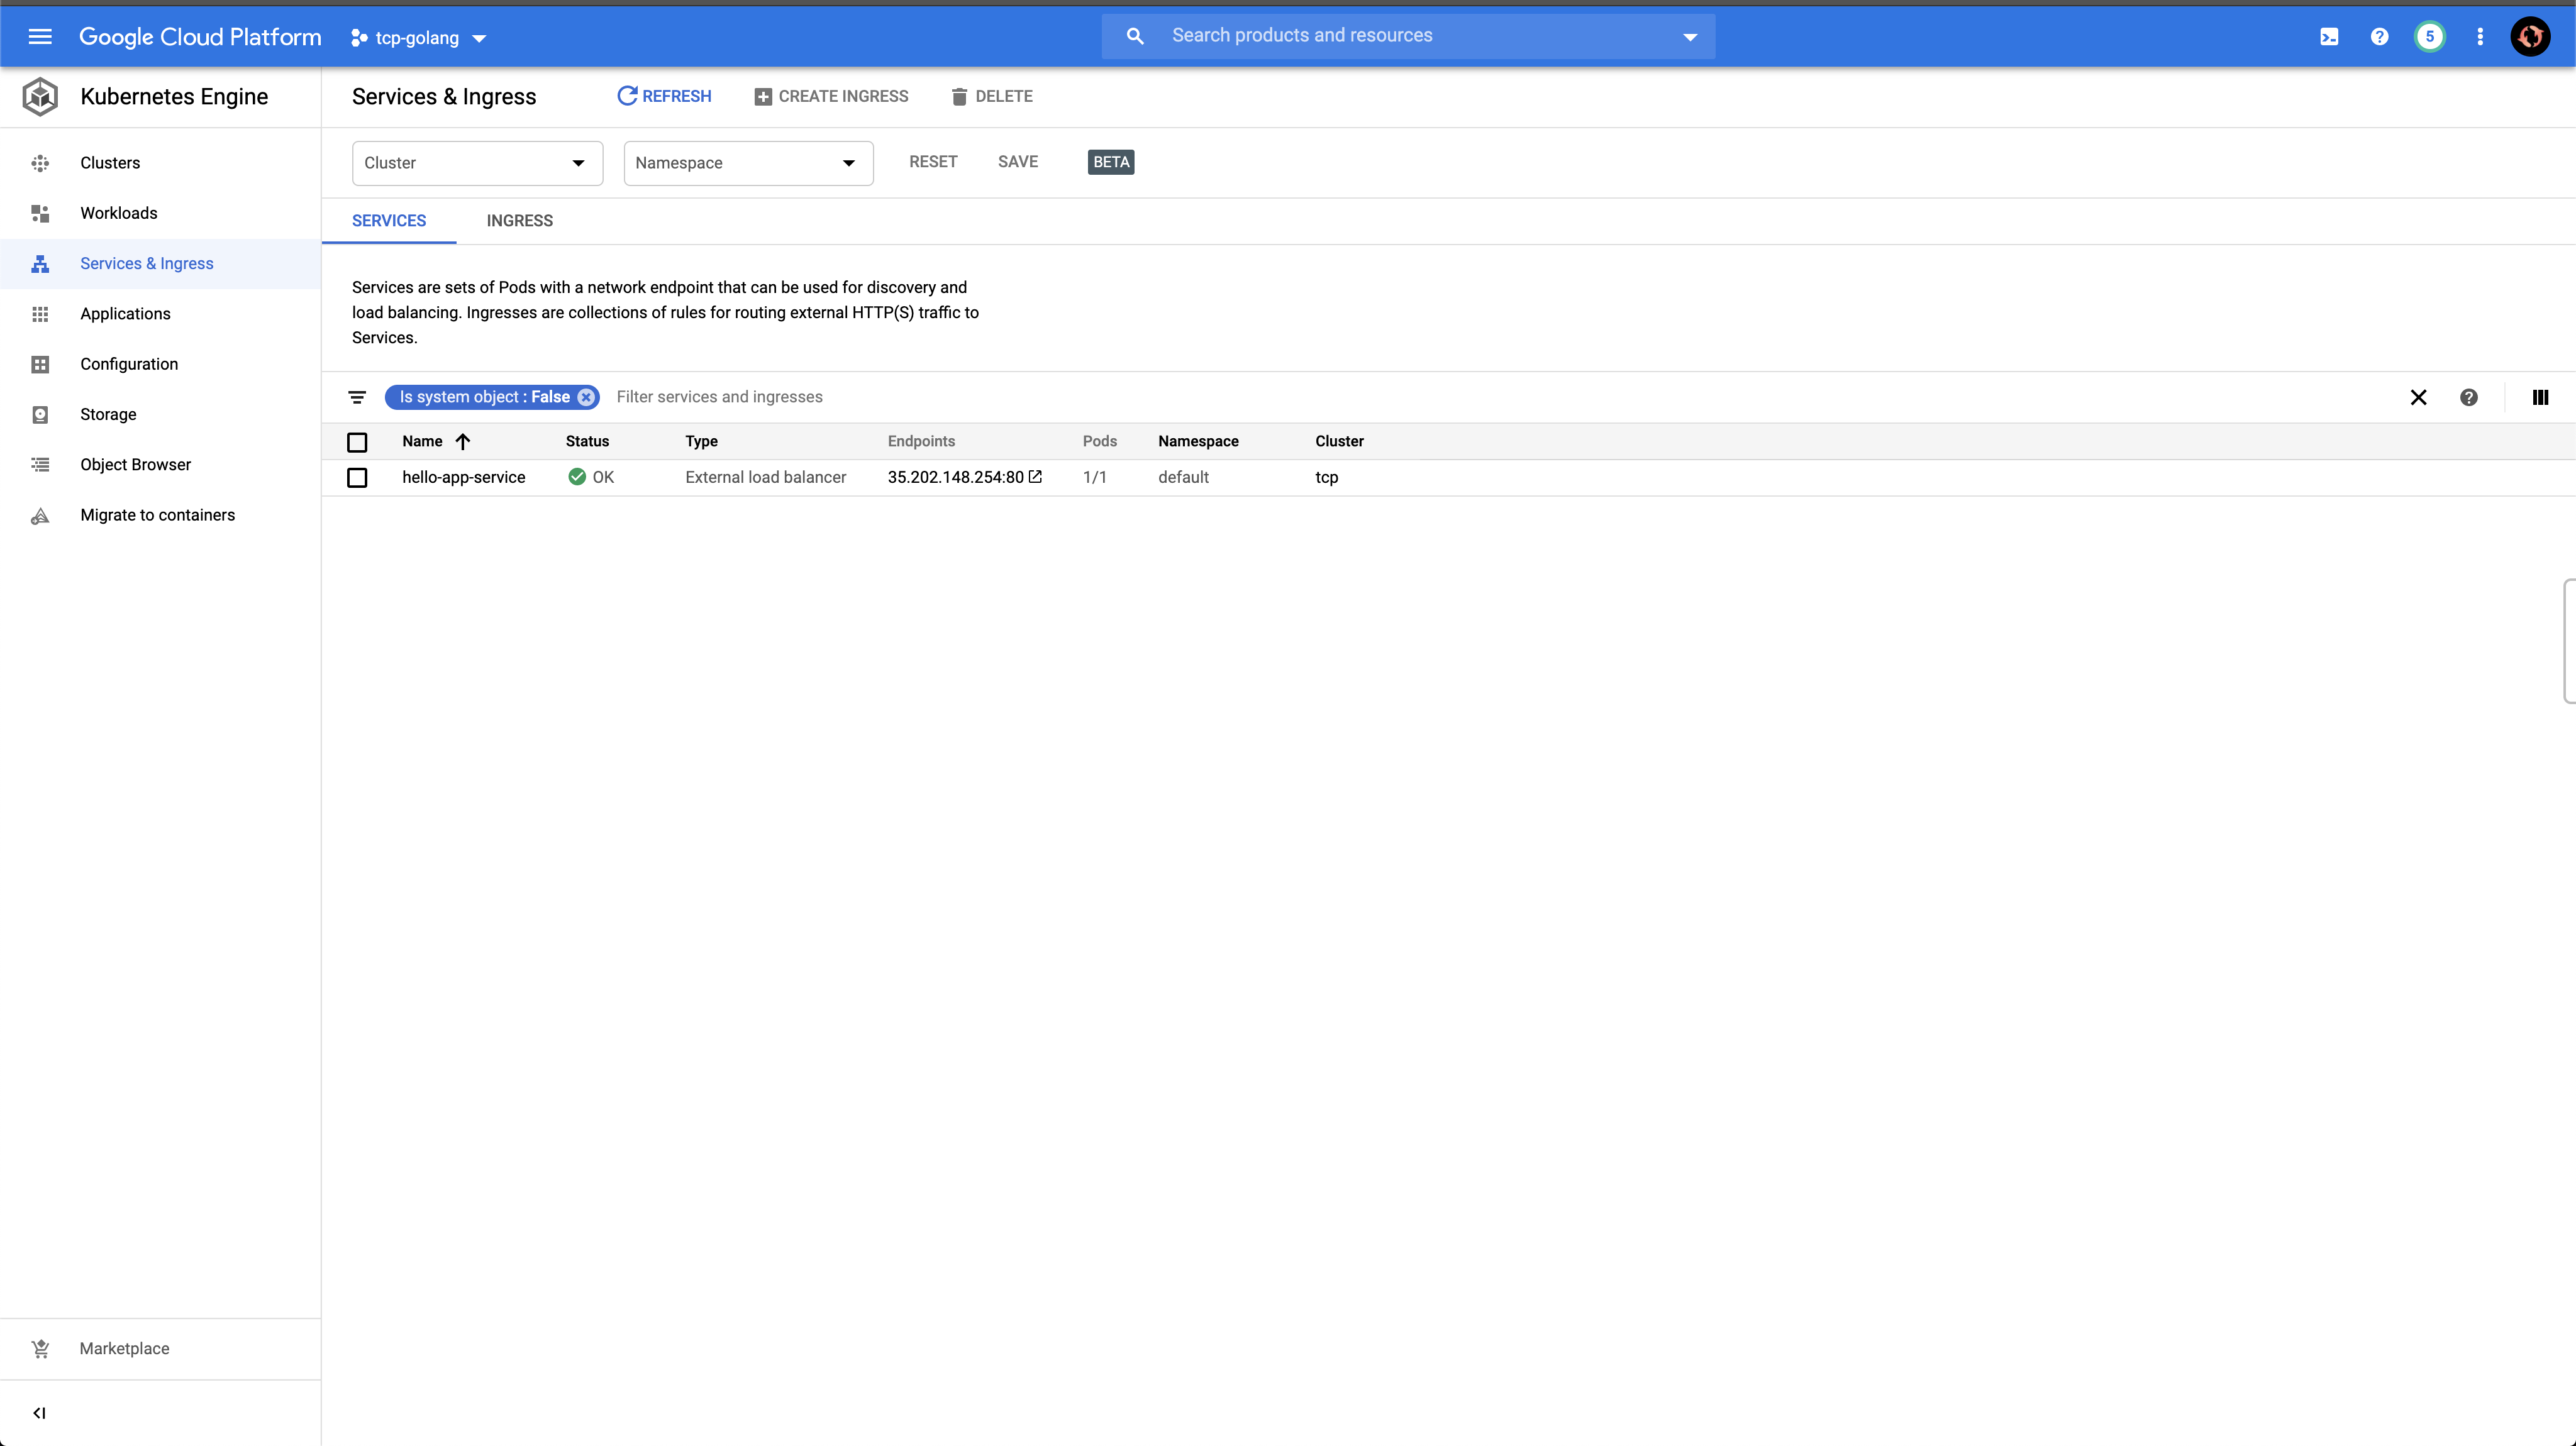 Google Cloud Platform
tcp-golang
Search products and resources
5
Kubernetes Engine
Services & Ingress
REFRESH
CREATE INGRESS
DELETE
Clusters
Workloads
Services & Ingress
Applications
Configuration
Storage
Object Browser
Migrate to containers
Marketplace
Cluster
Namespace
RESET
SAVE
BETA
SERVICES
INGRESS
Services are sets of Pods with a network endpoint that can be used for discovery and
load balancing. Ingresses are collections of rules for routing external HTTP(S) traffic to
Services.
Is system object : False
Filter services and ingresses
Name Status Type Endpoints Pods Namespace Cluster
hello-app-service OK External load balancer 35.202.148.254:80 1/1 default tcp